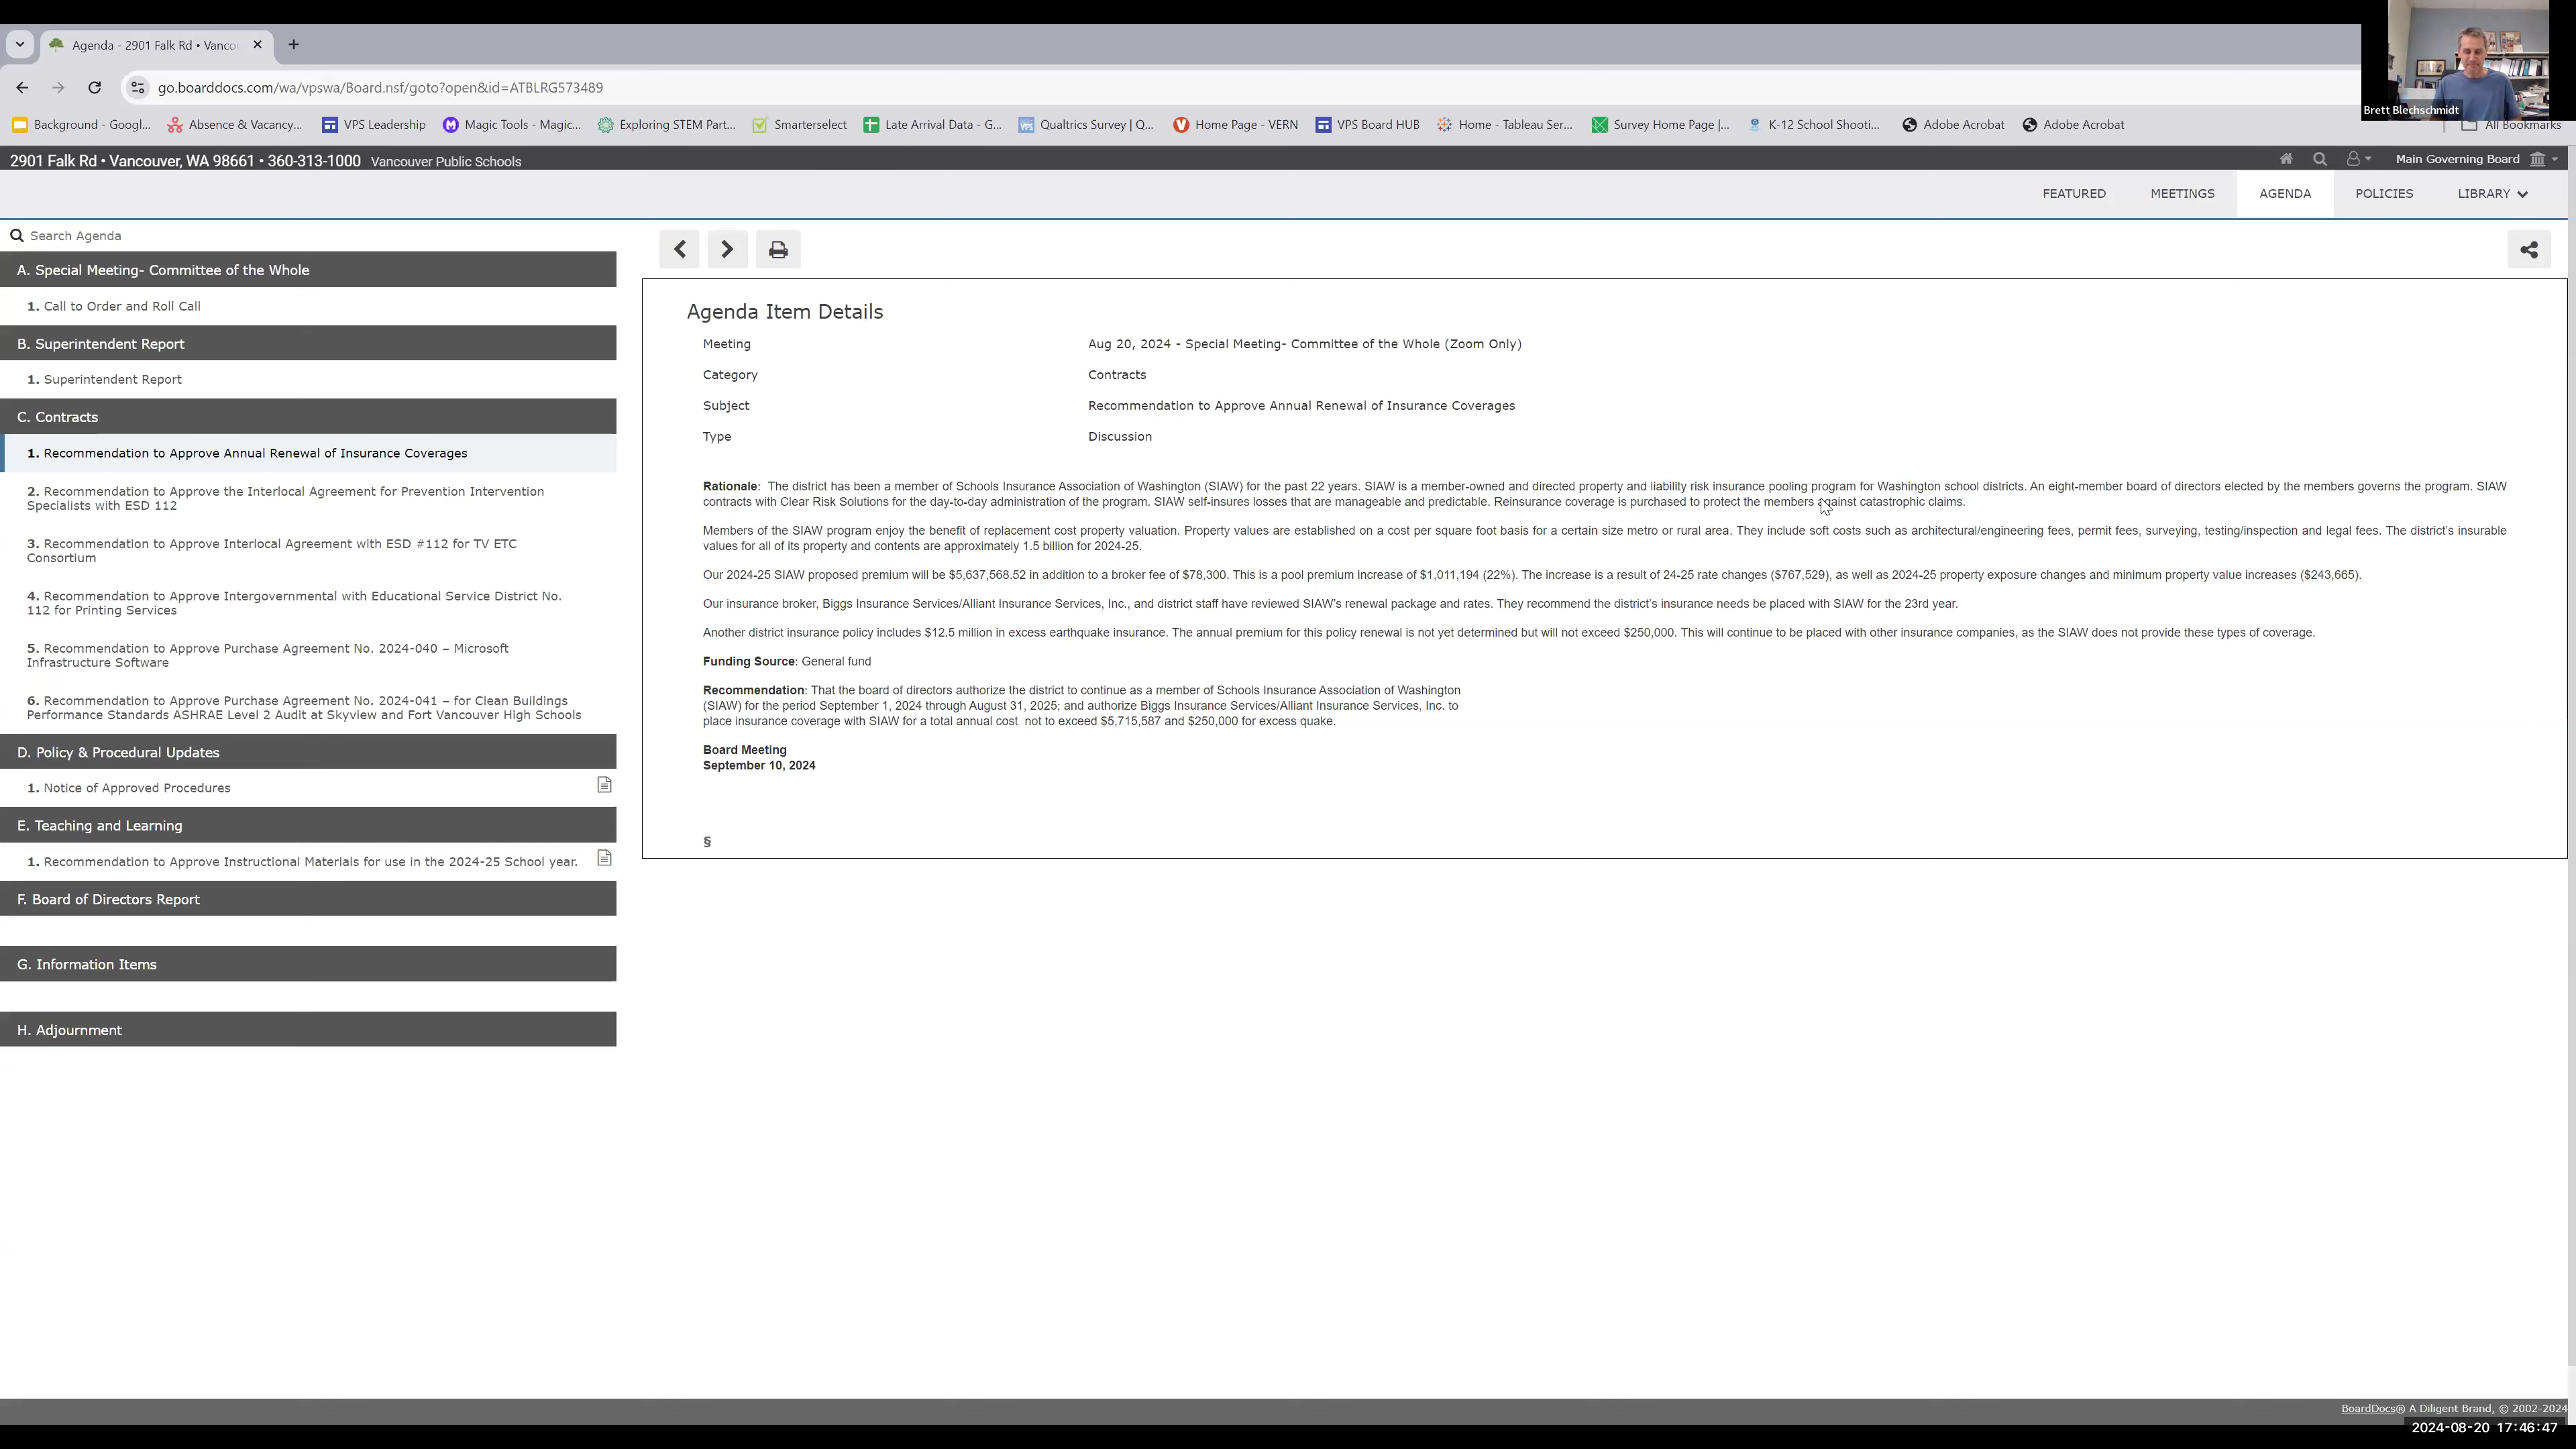 Agenda - 2901 Falk Rd • Vanco
go.boarddocs.com/wa/vpswa/Board.nsf/goto?open&id=ATBLRG573489
Brett Blechschmidt
Background - Googl...
Absence & Vacancy...
VPS Leadership
Magic Tools - Magic...
Exploring STEM Part...
Smarterselect
Late Arrival Data - G...
Qualtrics Survey | Q...
Home Page - VERN
VPS Board HUB
Home - Tableau Ser...
Survey Home Page |...
K-12 School Shooti...
Adobe Acrobat
Adobe Acrobat
All Bookmarks
2901 Falk Rd • Vancouver, WA 98661 • 360-313-1000 Vancouver Public Schools
Main Governing Board
FEATURED
MEETINGS
AGENDA
POLICIES
LIBRARY
Search Agenda
A. Special Meeting- Committee of the Whole
1. Call to Order and Roll Call
B. Superintendent Report
1. Superintendent Report
C. Contracts
1. Recommendation to Approve Annual Renewal of Insurance Coverages
2. Recommendation to Approve the Interlocal Agreement for Prevention Intervention
Specialists with ESD 112
3. Recommendation to Approve Interlocal Agreement with ESD #112 for TV ETC
Consortium
4. Recommendation to Approve Intergovernmental with Educational Service District No.
112 for Printing Services
5. Recommendation to Approve Purchase Agreement No. 2024-040 – Microsoft
Infrastructure Software
6. Recommendation to Approve Purchase Agreement No. 2024-041 – for Clean Buildings
Performance Standards ASHRAE Level 2 Audit at Skyview and Fort Vancouver High Schools
D. Policy & Procedural Updates
1. Notice of Approved Procedures
E. Teaching and Learning
1. Recommendation to Approve Instructional Materials for use in the 2024-25 School year.
F. Board of Directors Report
G. Information Items
H. Adjournment
Agenda Item Details
Meeting
Aug 20, 2024 - Special Meeting- Committee of the Whole (Zoom Only)
Category
Contracts
Subject
Recommendation to Approve Annual Renewal of Insurance Coverages
Type
Discussion
Rationale: The district has been a member of Schools Insurance Association of Washington (SIAW) for the past 22 years. SIAW is a member-owned and directed property and liability risk insurance pooling program for Washington school districts. An eight-member board of directors elected by the members governs the program. SIAW
contracts with Clear Risk Solutions for the day-to-day administration of the program. SIAW self-insures losses that are manageable and predictable. Reinsurance coverage is purchased to protect the members against catastrophic claims.
Members of the SIAW program enjoy the benefit of replacement cost property valuation. Property values are established on a cost per square foot basis for a certain size metro or rural area. They include soft costs such as architectural/engineering fees, permit fees, surveying, testing/inspection and legal fees. The district's insurable
values for all of its property and contents are approximately 1.5 billion for 2024-25.
Our 2024-25 SIAW proposed premium will be $5,637,568.52 in addition to a broker fee of $78,300. This is a pool premium increase of $1,011,194 (22%). The increase is a result of 24-25 rate changes ($767,529), as well as 2024-25 property exposure changes and minimum property value increases ($243,665).
Our insurance broker, Biggs Insurance Services/Alliant Insurance Services, Inc., and district staff have reviewed SIAW's renewal package and rates. They recommend the district's insurance needs be placed with SIAW for the 23rd year.
Another district insurance policy includes $12.5 million in excess earthquake insurance. The annual premium for this policy renewal is not yet determined but will not exceed $250,000. This will continue to be placed with other insurance companies, as the SIAW does not provide these types of coverage.
Funding Source: General fund
Recommendation: That the board of directors authorize the district to continue as a member of Schools Insurance Association of Washington
(SIAW) for the period September 1, 2024 through August 31, 2025; and authorize Biggs Insurance Services/Alliant Insurance Services, Inc. to
place insurance coverage with SIAW for a total annual cost not to exceed $5,715,587 and $250,000 for excess quake.
Board Meeting
September 10, 2024
§
BoardDocs® A Diligent Brand, © 2002-2024
2024-08-20 17:46:47